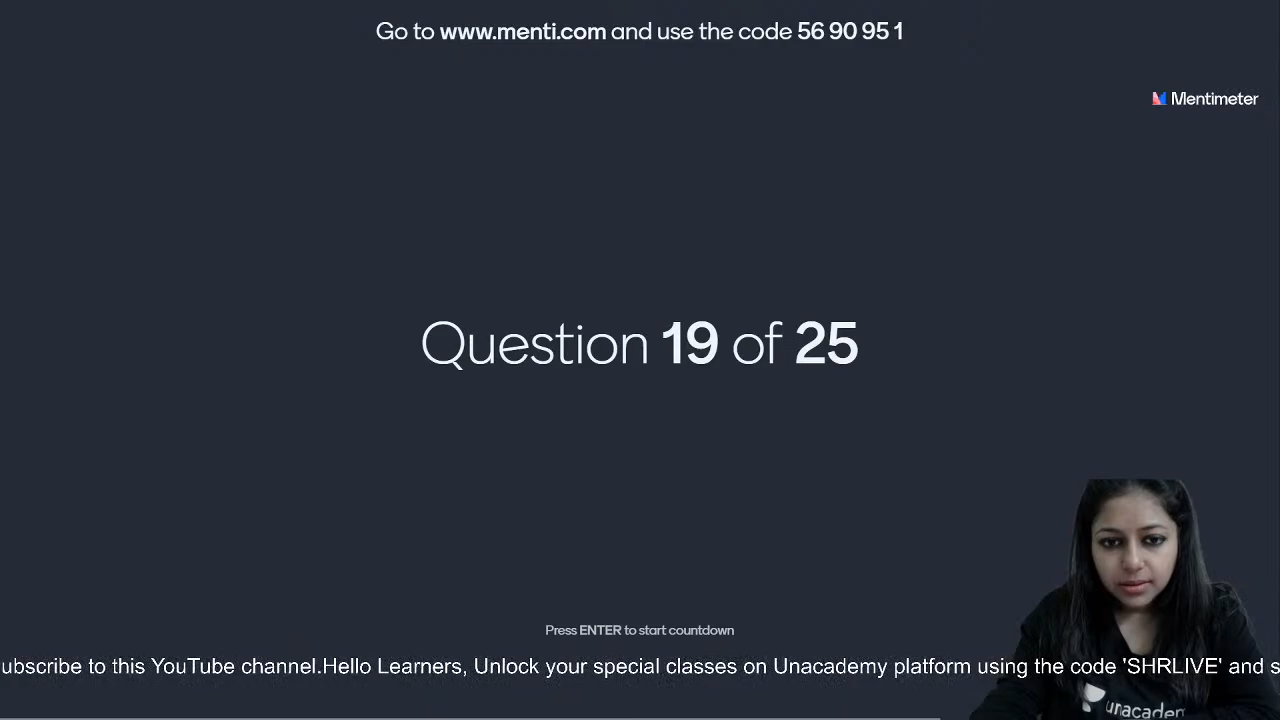 Go to www.menti.com and use the code 56 90 95 1
Mentimeter
Question 19 of 25
Press ENTER to start countdown
ubscribe to this YouTube channel.Hello Learners, Unlock your special classes on Unacademy platform using the code 'SHRLIVE' and s
unacadem